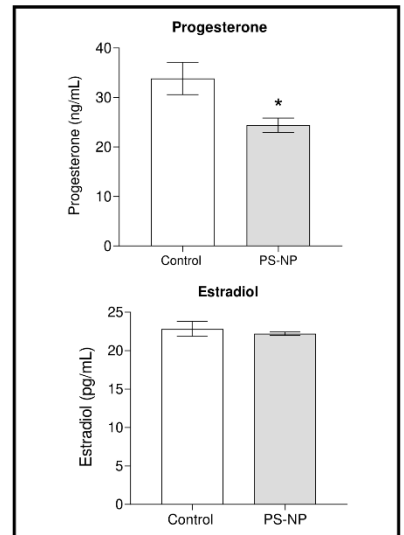 Progesterone
Progesterone (ng/mL)
40
30
20
10
0
*
Control PS-NP
Estradiol
Estradiol (pg/mL)
25
20
15
10
5
0
Control PS-NP